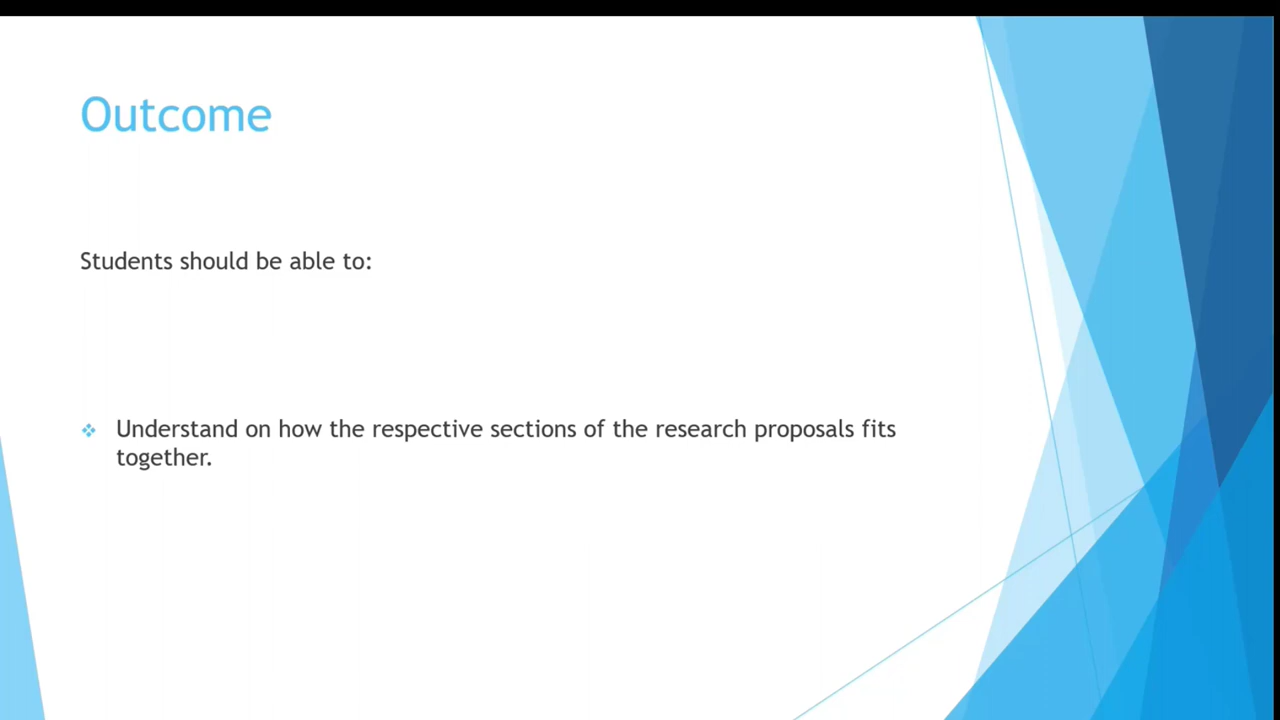 Outcome
Students should be able to:
Understand on how the respective sections of the research proposals fits
together.